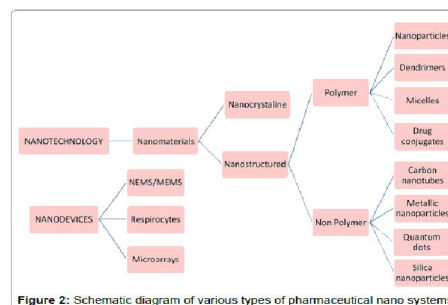 Nanoparticles
Dendrimers
Polymer
Micelles
Nanocrystaline
Drug
conjugates
NANOTECHNOLOGY
Nanomaterials
Nanostructured
Carbon
nanotubes
NEMS/MEMS
Metallic
nanoparticles
NANODEVICES
Respirocytes
Non Polymer
Quantum
dots
Microarrays
Silica
nanoparticles
Figure 2: Schematic diagram of various types of pharmaceutical nano systems